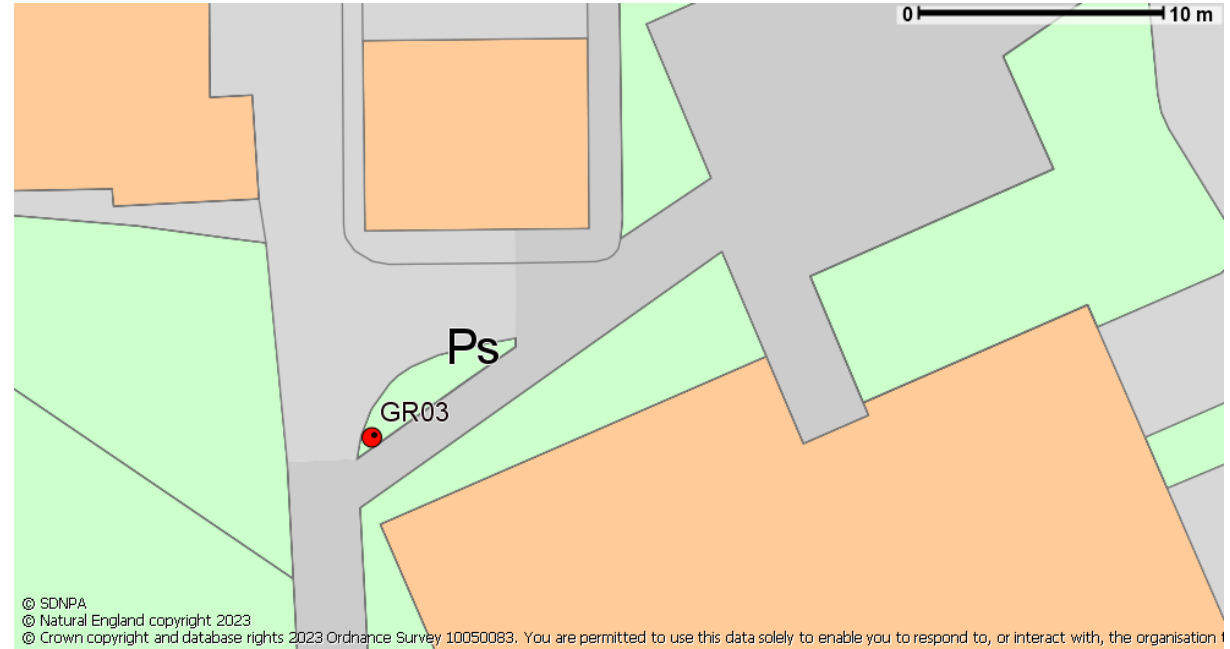 0 10 m
Ps
GR03
© SDNPA
© Natural England copyright 2023
© Crown copyright and database rights 2023 Ordnance Survey 10050083. You are permitted to use this data solely to enable you to respond to, or interact with, the organisation